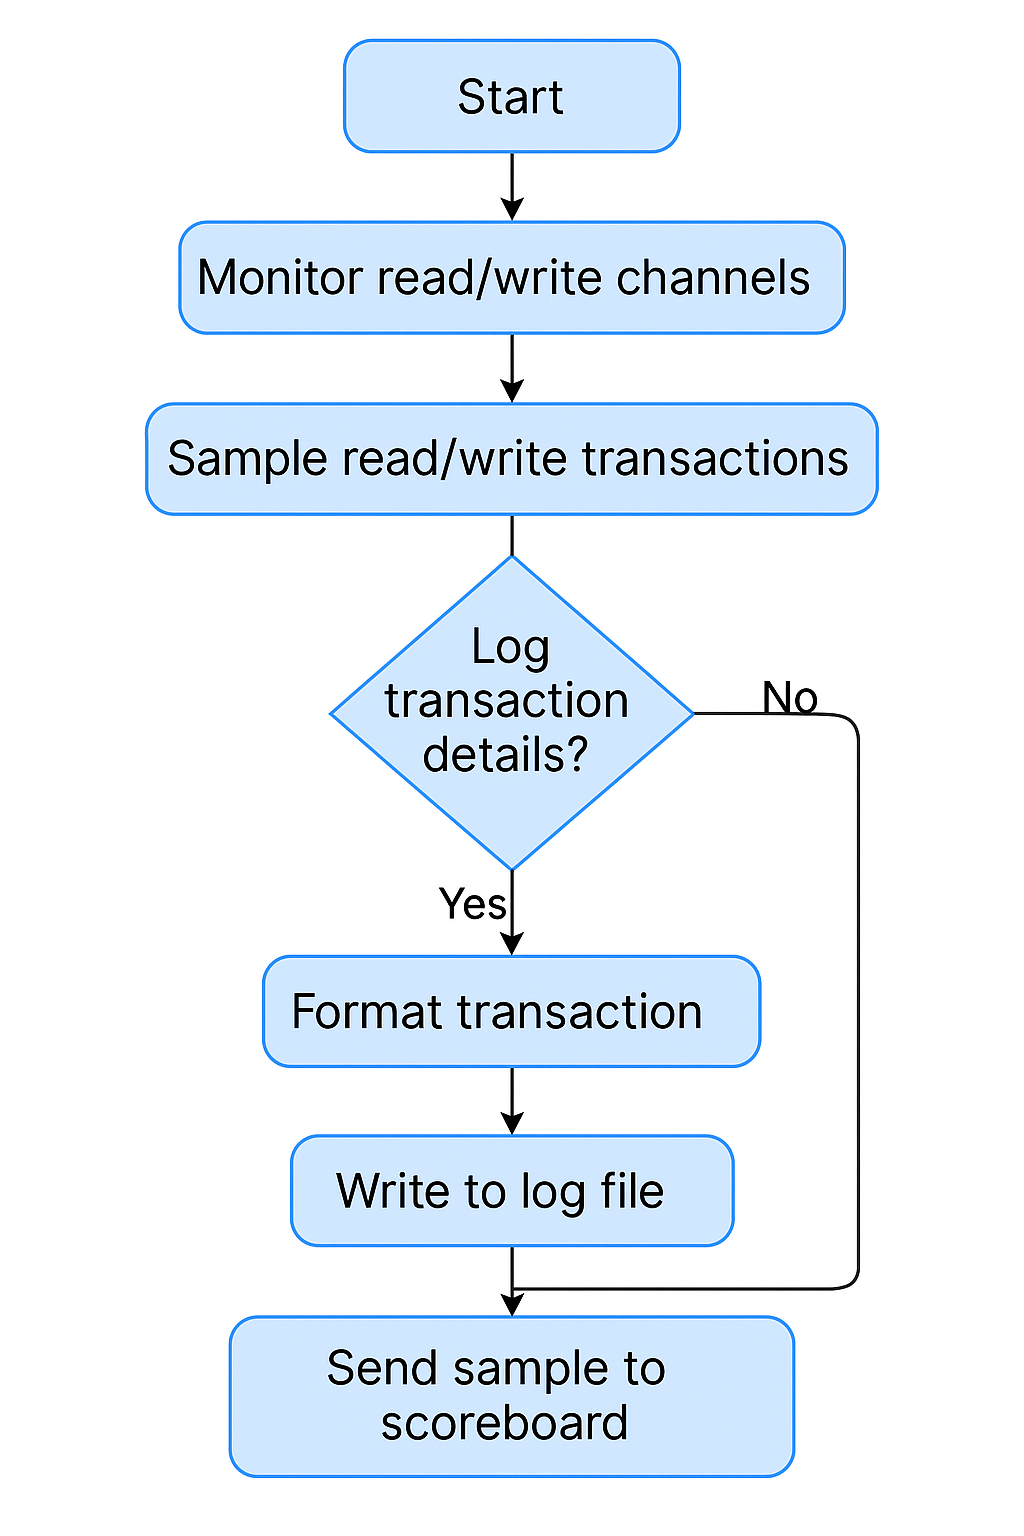 Start
Monitor read/write channels
Sample read/write transactions
Log
transaction
details?
No
Yes
Format transaction
Write to log file
Send sample to
scoreboard